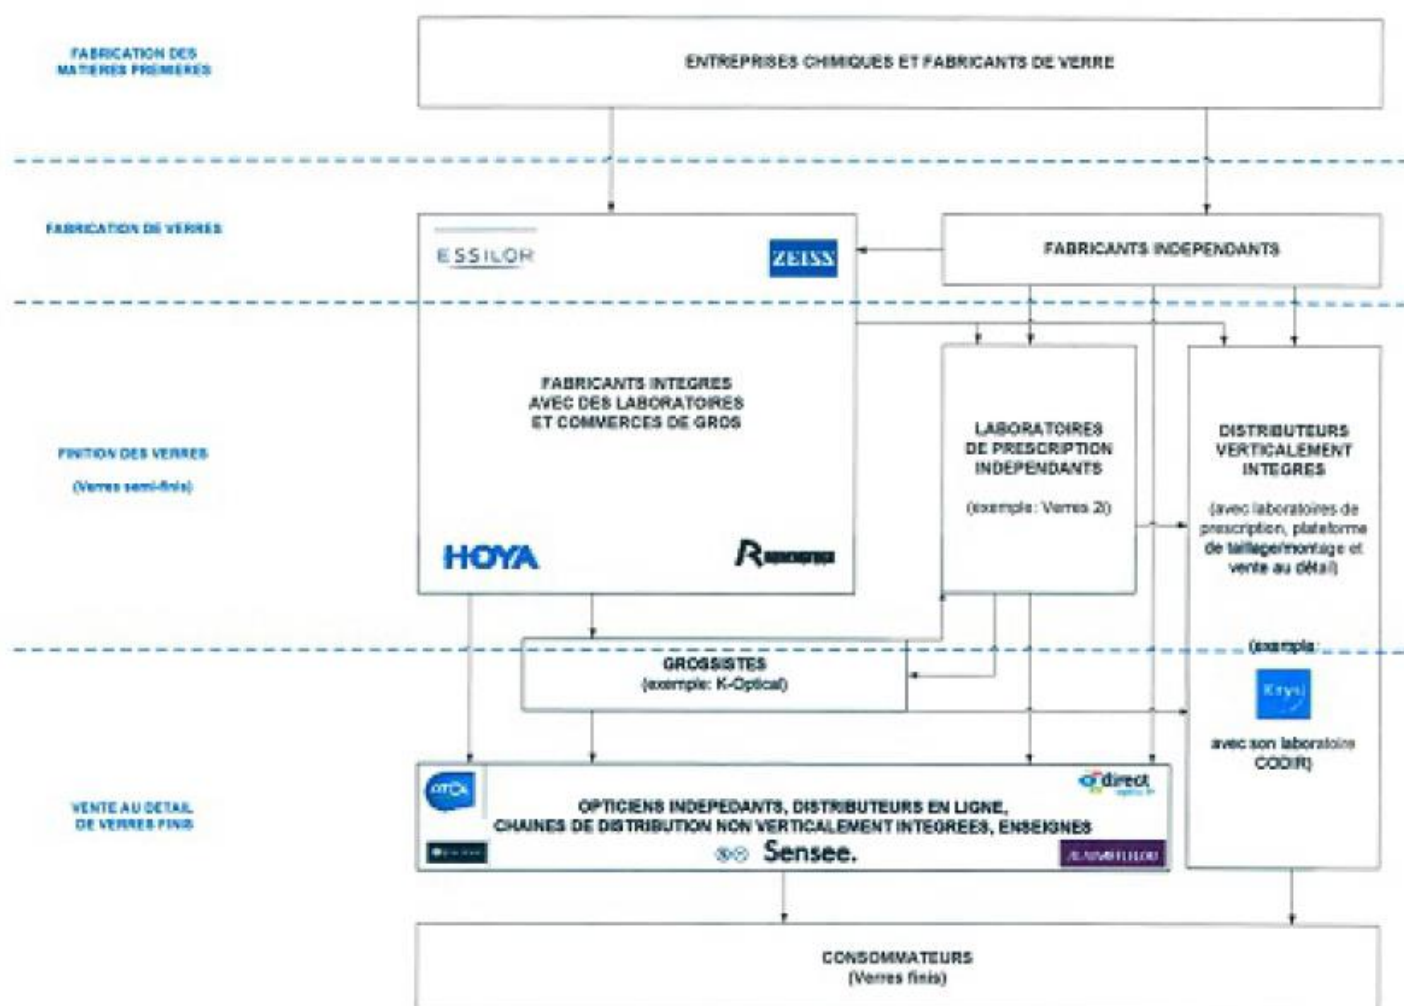 FABRICATION DES
MATIERES PREMIERES
ENTREPRISES CHIMIQUES ET FABRICANTS DE VERRE
FABRICATION DE VERRES
ESSILOR
ZEISS
FABRICANTS INDEPENDANTS
FABRICANTS INTEGRES
AVEC DES LABORATOIRES
ET COMMERCES DE GROS
HOYA
FINITION DES VERRES
(Verres semi-finis)
LABORATOIRES
DE PRESCRIPTION
INDEPENDANTS
(exemple: Verres 2i)
DISTRIBUTEURS
VERTICALEMENT
INTEGRES
(avec laboratoires de
prescription, plateforme
de taillage/montage et
vente au détail)
(exemple:
Krys
avec son laboratoire
CODIR)
GROSSISTES
(exemple: K-Optical)
VENTE AU DETAIL
DE VERRES FINIS
direct
OPTICIENS INDEPEDANTS, DISTRIBUTEURS EN LIGNE,
CHAINES DE DISTRIBUTION NON VERTICALEMENT INTEGREES, ENSEIGNES
Sensee.
CONSOMMATEURS
(Verres finis)